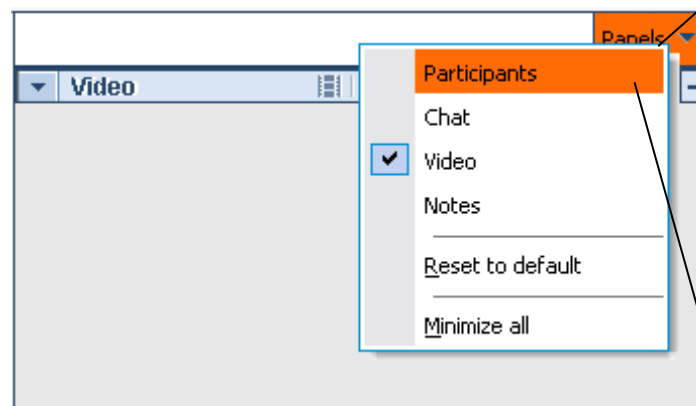 Panels
Video
Participants
Chat
Video
Notes
Reset to default
Minimize all